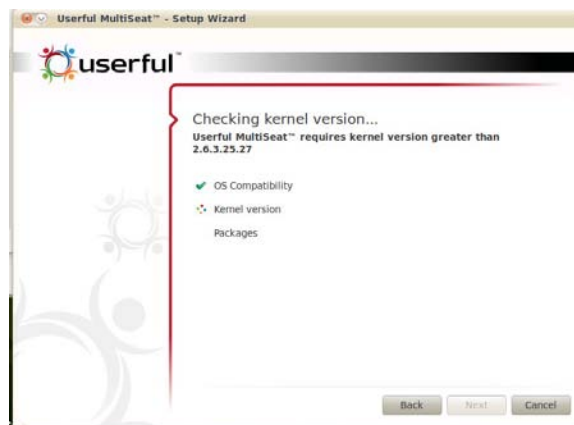 Userful MultiSeat™ - Setup Wizard
userful™
Checking kernel version...
Userful MultiSeat™ requires kernel version greater than
2.6.3.25.27
OS Compatibility
Kernel version
Packages
Back Next Cancel